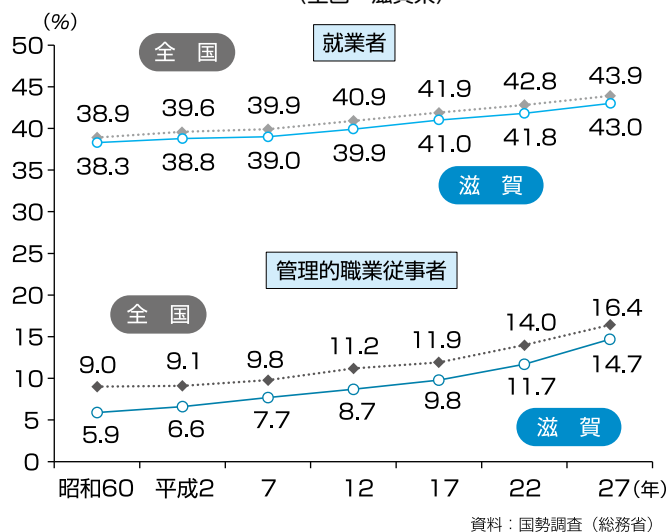 (%)
50
45
40
35
30
25
20
15
10
5
0
就業者
全　国
38.9 39.6 39.9 40.9 41.9 42.8 43.9
38.3 38.8 39.0 39.9 41.0 41.8 43.0
滋　賀
管理的職業従事者
全　国
9.0 9.1 9.8 11.2 11.9 14.0 16.4
5.9 6.6 7.7 8.7 9.8 11.7 14.7
滋　賀
昭和60 平成2 7 12 17 22 27(年)
資料：国勢調査（総務省）